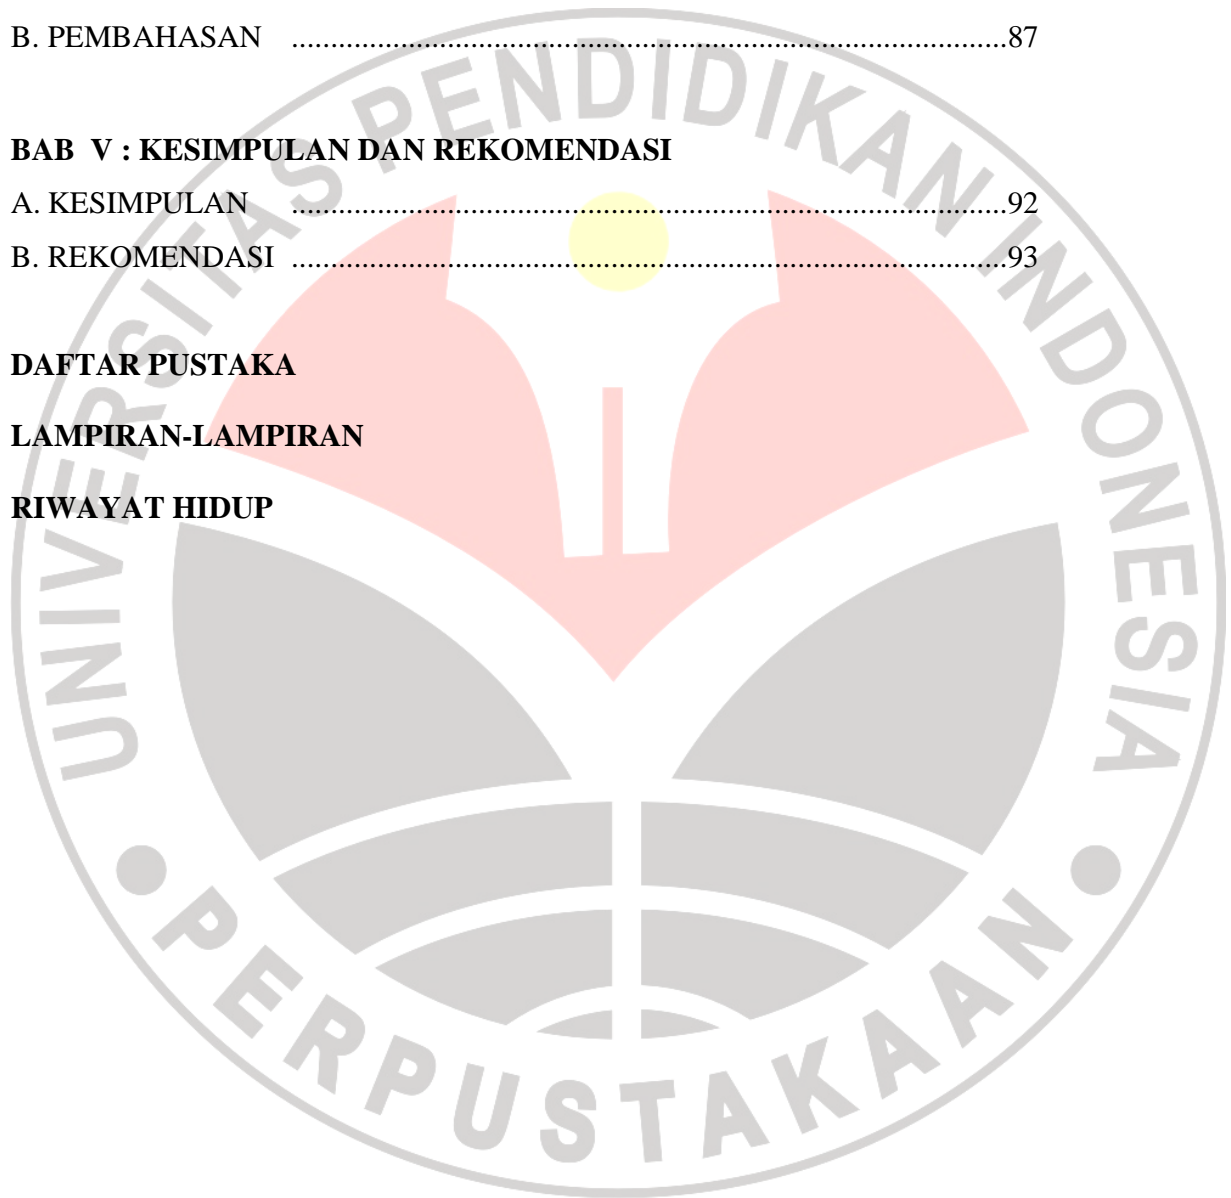 B. PEMBAHASAN ............................................................................................87
BAB V : KESIMPULAN DAN REKOMENDASI
A. KESIMPULAN ............................................................................................92
B. REKOMENDASI ............................................................................................93
DAFTAR PUSTAKA
LAMPIRAN-LAMPIRAN
RIWAYAT HIDUP
UNIVERSITAS PENDIDIKAN INDONESIA
PERPUSTAKAAN